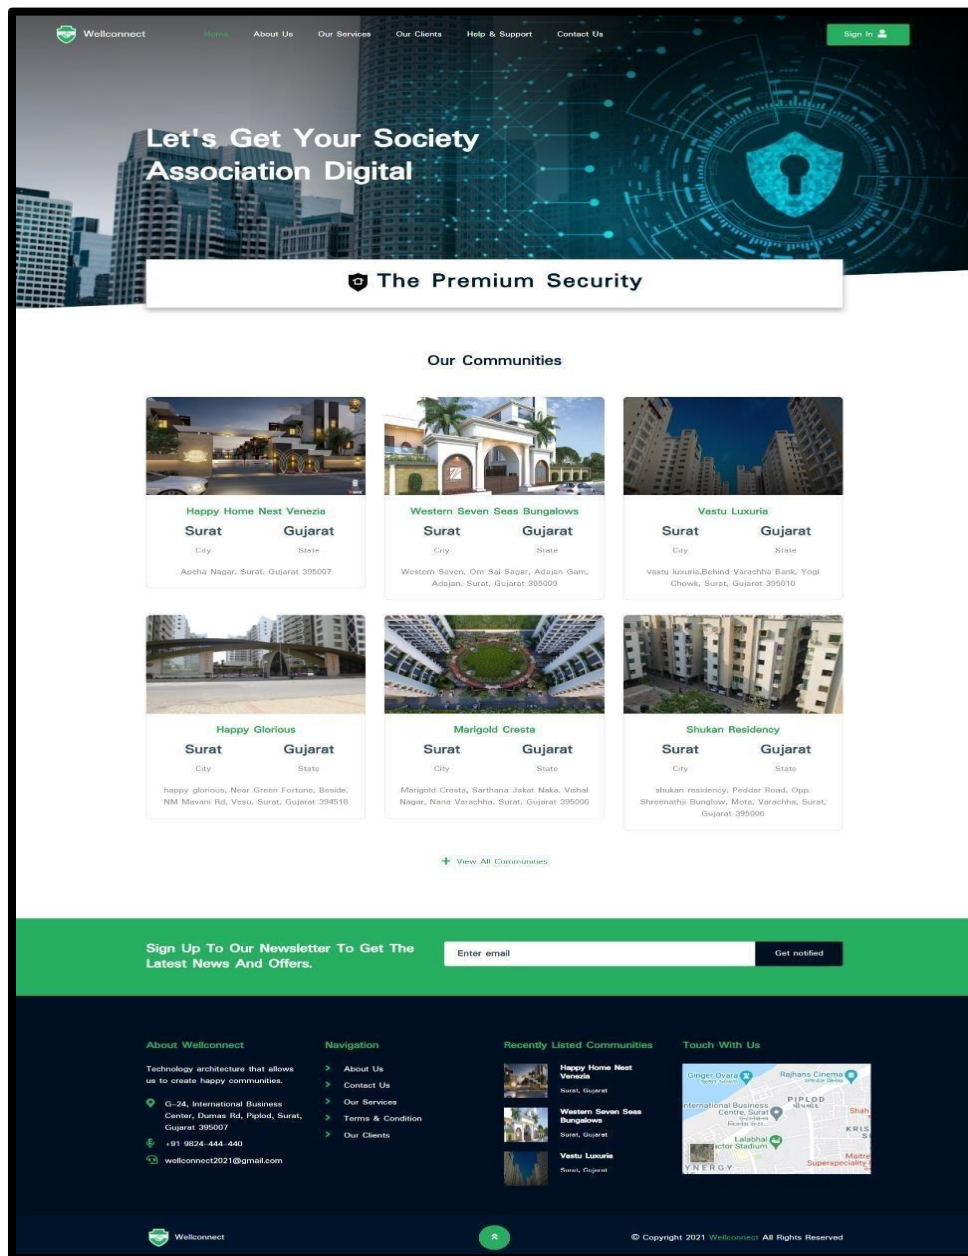 Wellconnect
Home
About Us
Our Services
Our Clients
Help & Support
Contact Us
Sign In
Let's Get Your Society
Association Digital
The Premium Security
Our Communities
Happy Home Nest Venezia
Surat
Gujarat
City
State
Nagar, Surat, Gujarat 395007
Western Seven Seas Bungalows
Surat
Gujarat
City
State
Western Seven, Om Sai Sagar, Adajan Gam,
Adajan, Surat, Gujarat 395009
Vastu Luxuria
Surat
Gujarat
City
State
vastu luxuria,Behind Varachha Bank, Yogi
Chowk, Surat, Gujarat 395010
Happy Glorious
Surat
Gujarat
City
State
happy glorious, Near Green Fortune, Beside,
NM Mavani Rd, Vesu, Surat, Gujarat 394518
Marigold Cresta
Surat
Gujarat
City
State
Marigold Cresta, Sarthana Jakat Naka, Vishal
Nagar, Nana Varachha, Surat, Gujarat 395006
Shukan Residency
Surat
Gujarat
City
State
shukan residency, Peddar Road, Opp.
Shreenathji Bunglow, Mota, Varachha, Surat,
Gujarat 395006
+ View All Communities
Sign Up To Our Newsletter To Get The
Latest News And Offers.
Enter email
Get notified
About Wellconnect
Technology architecture that allows
us to create happy communities.
G-24, International Business
Center, Dumas Rd, Piplod, Surat,
Gujarat 395007
+91 9824-444-440
wellconnect2021@gmail.com
Navigation
> About Us
> Contact Us
> Our Services
> Terms & Condition
> Our Clients
Recently Listed Communities
Happy Home Nest
Venezia
Surat, Gujarat
Western Seven Seas
Bungalows
Surat, Gujarat
Vastu Luxuria
Surat, Gujarat
Touch With Us
Ginger Dvara
Rajhans Cinema
PIPLOD
International Business
Centre, Surat
Shah
KRIS
Lalabhai
actor Stadium
YNERGY
Maitre
Superspeciality
Wellconnect
© Copyright 2021 Wellconnect All Rights Reserved